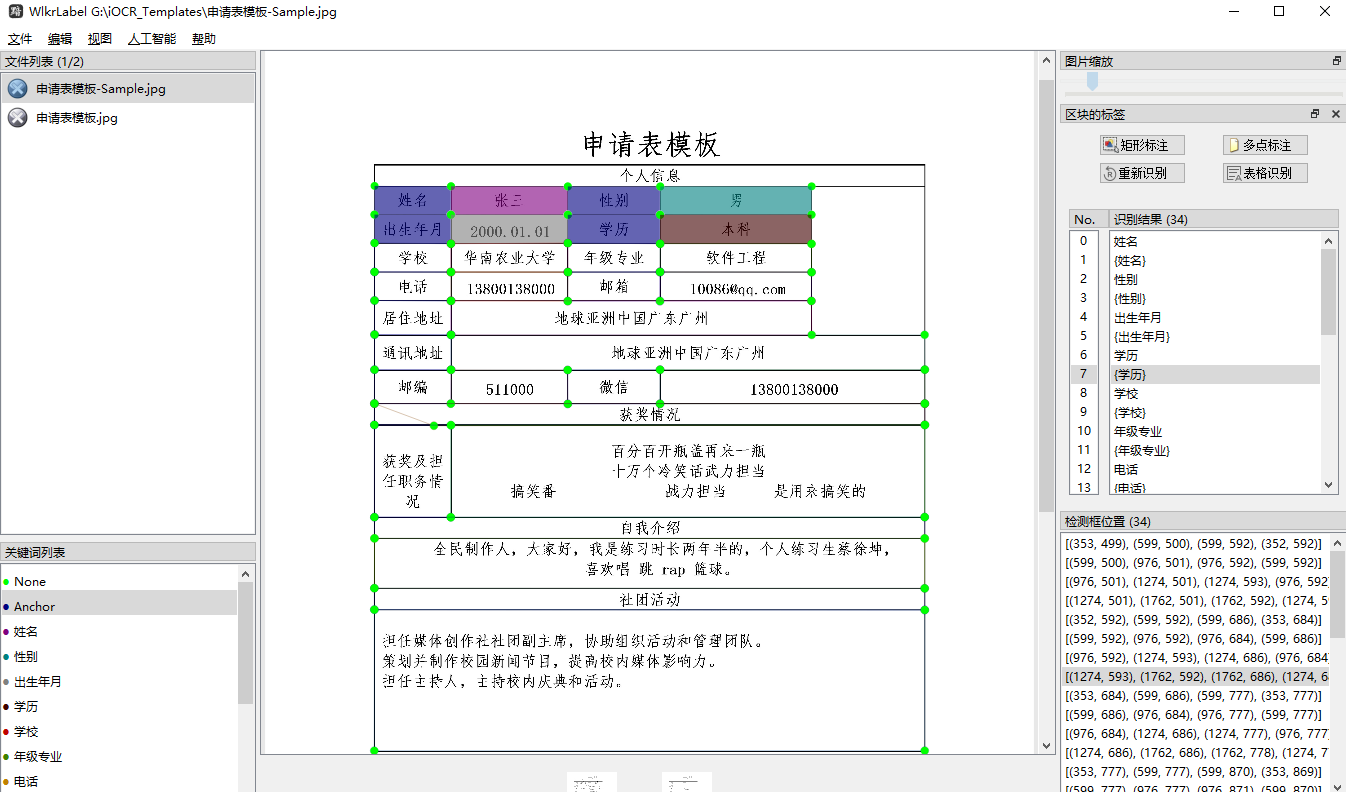 WlkrLabel G:\iOCR_Templates\申请表模板-Sample.jpg
文件 编辑 视图 人工智能 帮助
文件列表 (1/2)
申请表模板-Sample.jpg
申请表模板.jpg
关键词列表
None
Anchor
姓名
性别
出生年月
学历
学校
年级专业
电话
申请表模板
个人信息
姓名 张三 性别 男
出生年月 2000.01.01 学历 本科
学校 华南农业大学 年级专业 软件工程
电话 13800138000 邮箱 10086@qq.com
居住地址 地球亚洲中国广东广州
通讯地址 地球亚洲中国广东广州
邮编 511000 微信 13800138000
获奖情况
获奖及担
任职务情
况
百分百开瓶盖再来一瓶
十万个冷笑话武力担当
搞笑番 战力担当 是用来搞笑的
自我介绍
全民制作人，大家好，我是练习时长两年半的，个人练习生蔡徐坤，
喜欢唱 跳 rap 篮球。
社团活动
担任媒体创作社社团副主席，协助组织活动和管理团队。
策划并制作校园新闻节目，提高校内媒体影响力。
担任主持人，主持校内庆典和活动。
图片缩放
区块的标签
矩形标注 多点标注
重新识别 表格识别
No. 识别结果 (34)
0 姓名
1 {姓名}
2 性别
3 {性别}
4 出生年月
5 {出生年月}
6 学历
7 {学历}
8 学校
9 {学校}
10 年级专业
11 {年级专业}
12 电话
13 {电话}
检测框位置 (34)
[(353, 499), (599, 500), (599, 592), (352, 592)]
[(599, 500), (976, 501), (976, 592), (599, 592)]
[(976, 501), (1274, 501), (1274, 593), (976, 592)
[(1274, 501), (1762, 501), (1762, 592), (1274, 5
[(352, 592), (599, 592), (599, 686), (353, 684)]
[(599, 592), (976, 592), (976, 684), (599, 686)]
[(976, 592), (1274, 593), (1274, 686), (976, 684)
[(1274, 593), (1762, 592), (1762, 686), (1274, 6
[(353, 684), (599, 686), (599, 777), (353, 777)]
[(599, 686), (976, 684), (976, 777), (599, 777)]
[(976, 684), (1274, 686), (1274, 777), (976, 777)
[(1274, 686), (1762, 686), (1762, 778), (1274, 7
[(353, 777), (599, 777), (599, 870), (353, 869)]
[(599, 777), (976, 777), (976, 871), (599, 870)]